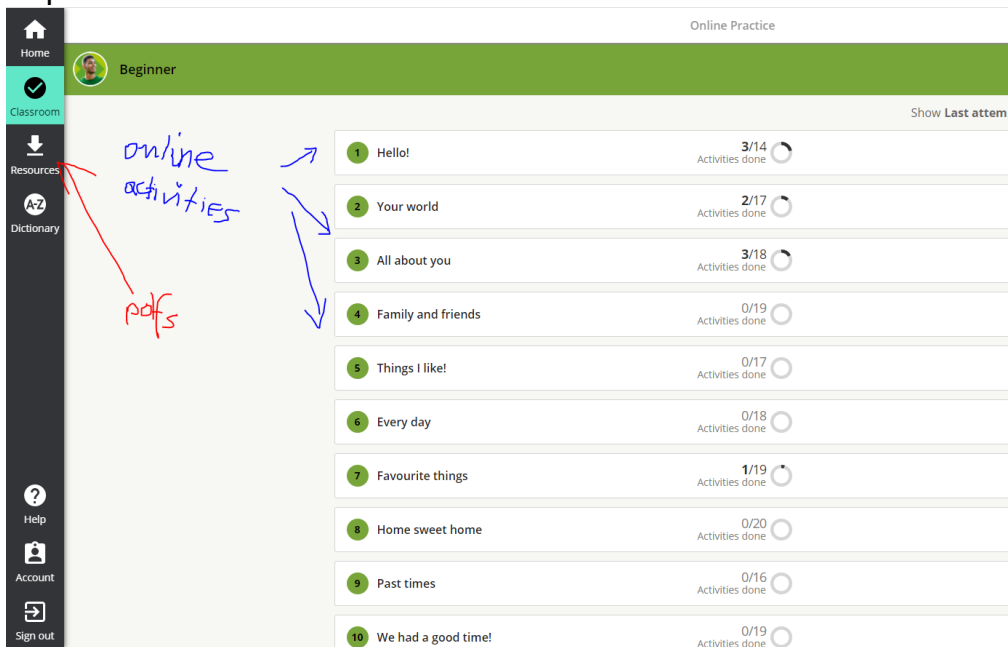 Online Practice
Home
Beginner
Classroom
Show Last attem
Resources
A-Z
Dictionary
online
activities
pdfs
1 Hello! 3/14
Activities done
2 Your world 2/17
Activities done
3 All about you 3/18
Activities done
4 Family and friends 0/19
Activities done
5 Things I like! 0/17
Activities done
6 Every day 0/18
Activities done
7 Favourite things 1/19
Activities done
8 Home sweet home 0/20
Activities done
9 Past times 0/16
Activities done
10 We had a good time! 0/19
Activities done
?
Help
Account
Sign out